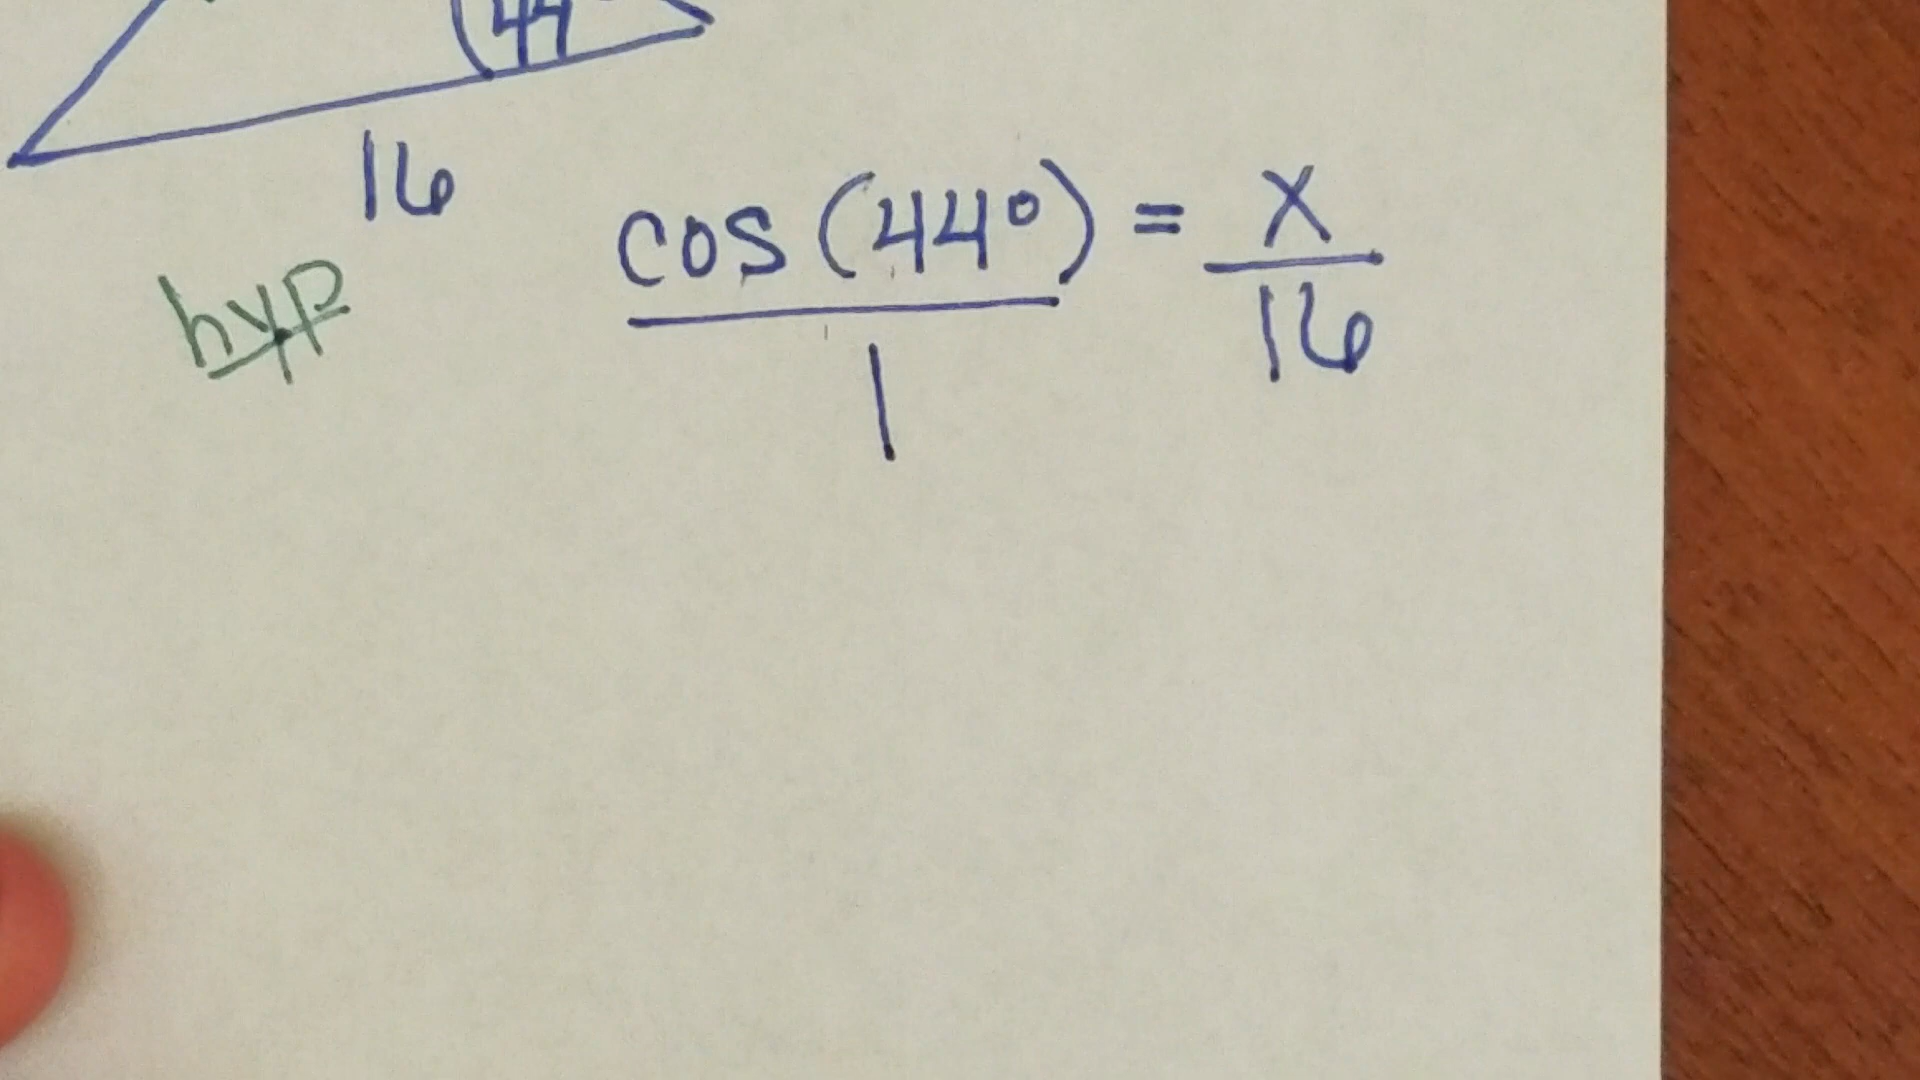 44°
16
hyp
cos (44°) = x
1 16